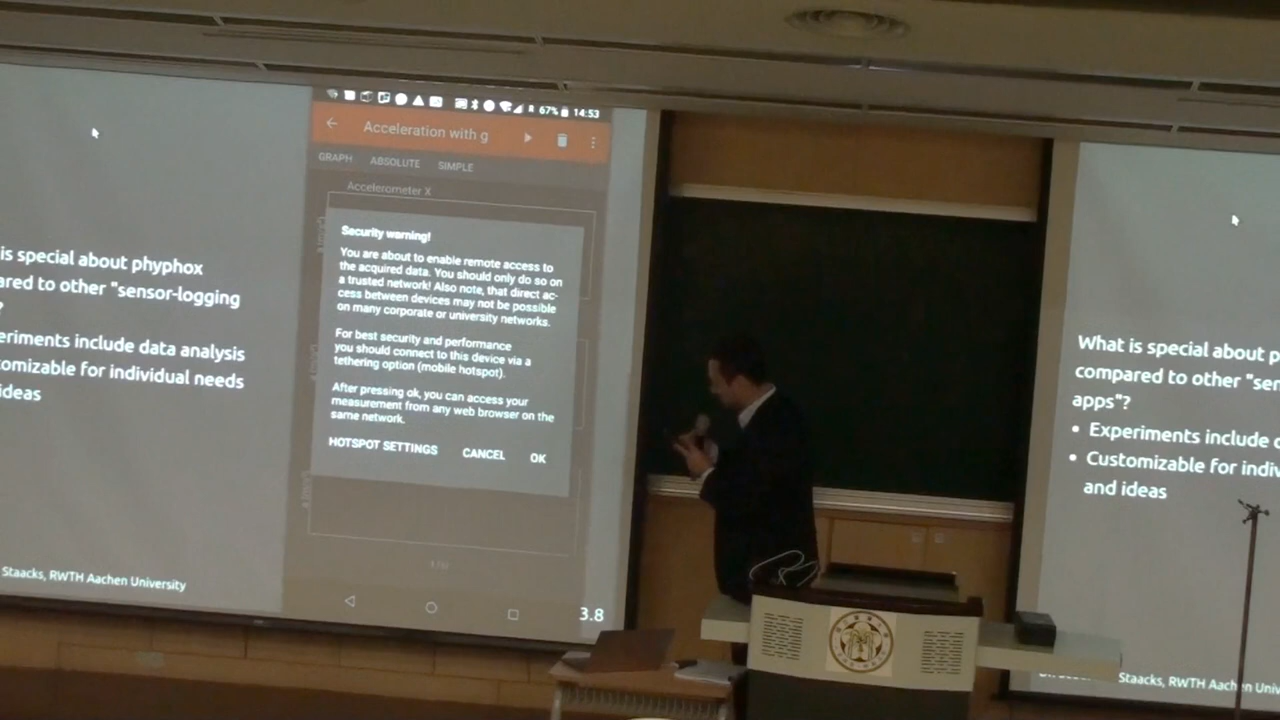 is special about phyphox
ared to other "sensor-logging
?
eriments include data analysis
tomizable for individual needs
ideas
Staacks, RWTH Aachen University
67% 14:53
Acceleration with g
GRAPH ABSOLUTE SIMPLE
Accelerometer X
Security warning!
You are about to enable remote access to
the acquired data. You should only do so on
a trusted network! Also note, that direct ac-
cess between devices may not be possible
on many corporate or university networks.
For best security and performance
you should connect to this device via a
tethering option (mobile hotspot).
After pressing ok, you can access your
measurement from any web browser on the
same network.
HOTSPOT SETTINGS CANCEL OK
3.8
What is special about p
compared to other "sen
apps"?
• Experiments include d
• Customizable for indiv
and ideas
Staacks, RWTH Aachen Univ